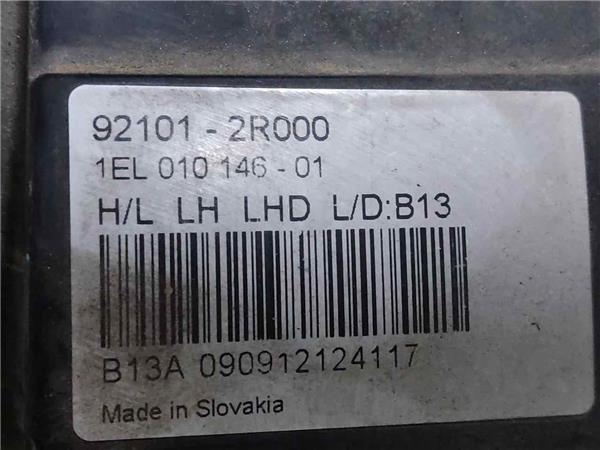 92101 - 2R000
1EL 010 146 - 01
H/L LH LHD L/D:B13
B13A 090912124117
Made in Slovakia